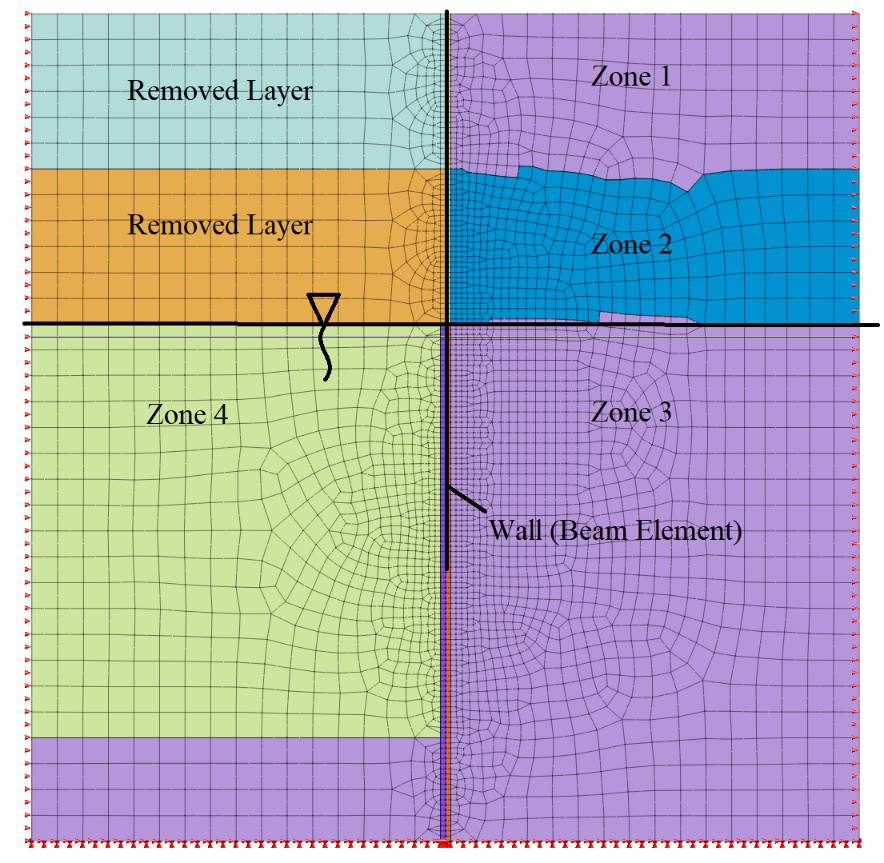 Zone 1
Removed Layer
Removed Layer
Zone 2
Zone 4
Zone 3
Wall (Beam Element)